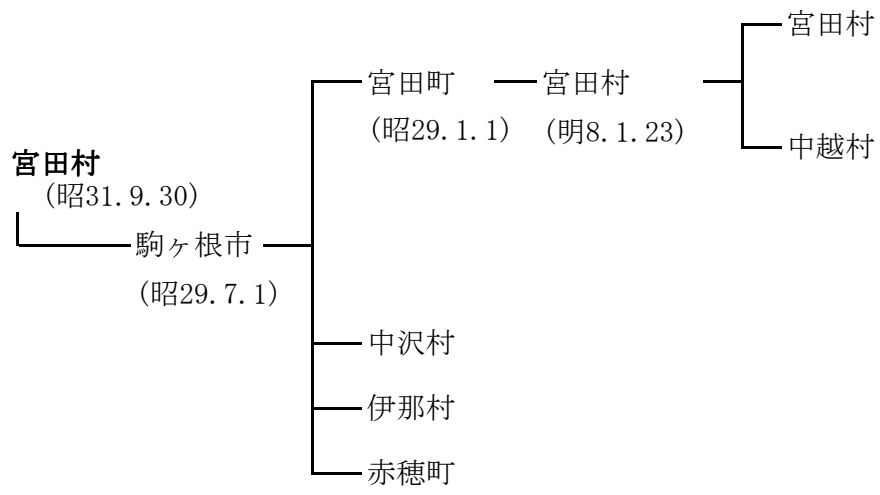 宮田村
(昭31.9.30)
駒ヶ根市
(昭29.7.1)
宮田町
(昭29.1.1)
宮田村
(明8.1.23)
宮田村
中越村
中沢村
伊那村
赤穂町